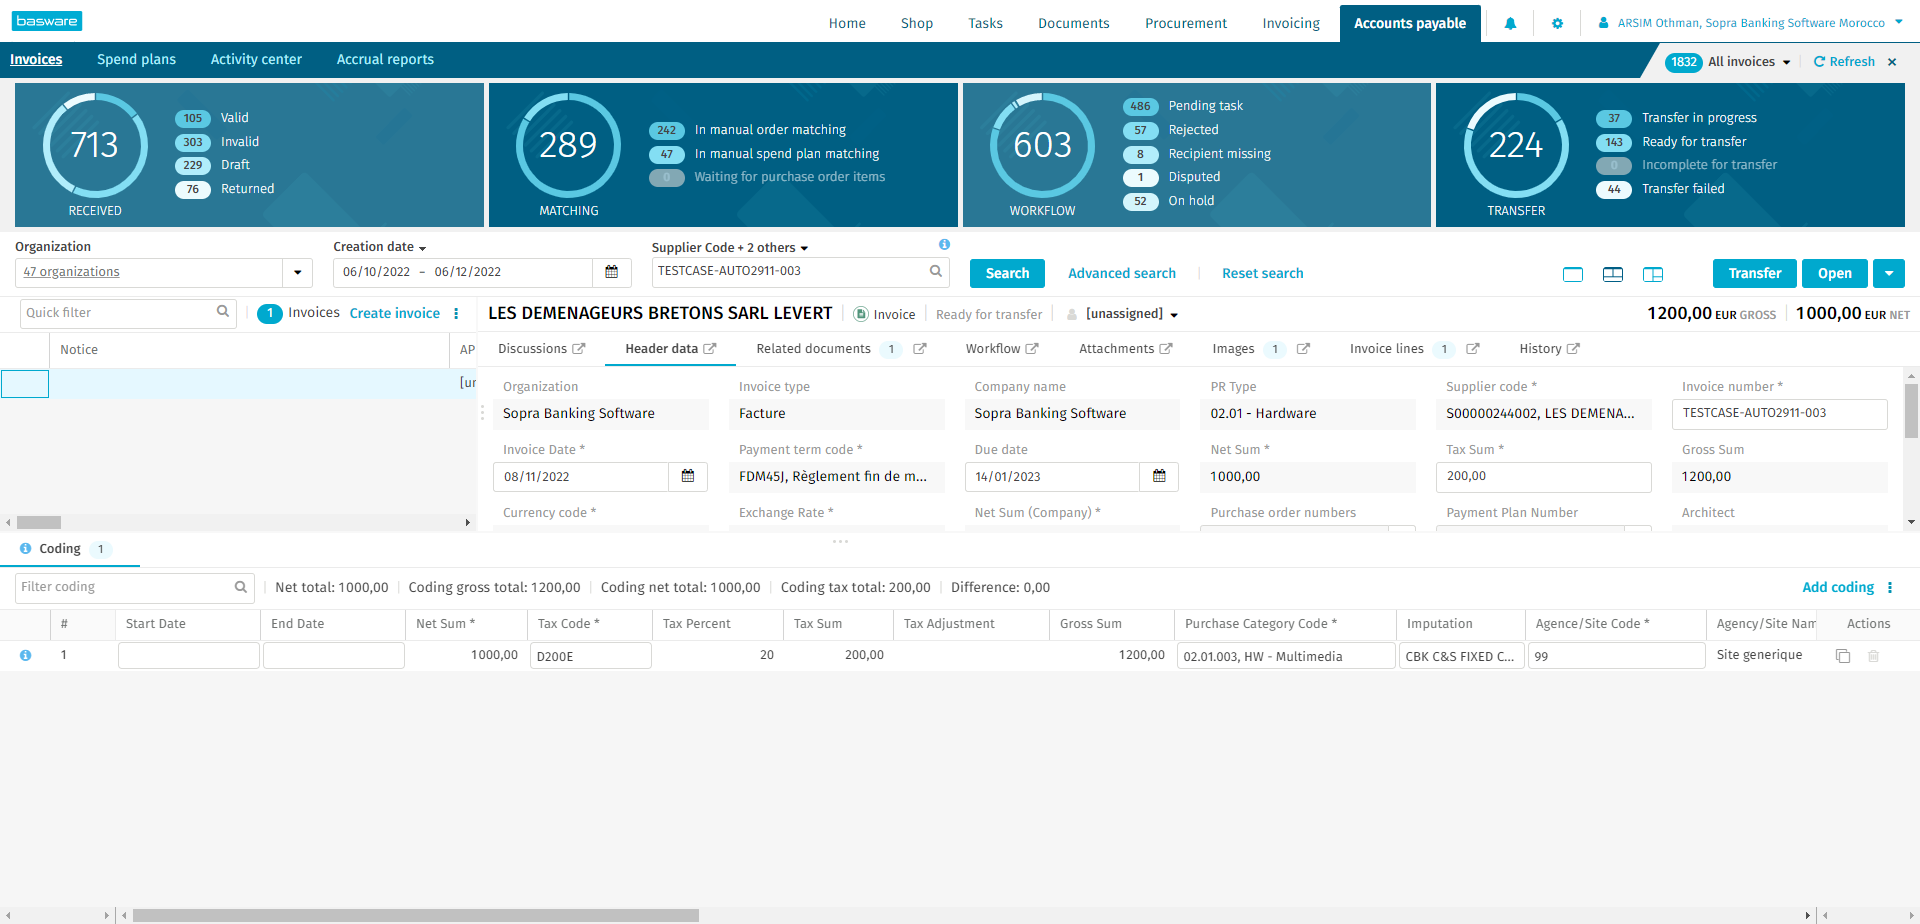 basware
Home Shop Tasks Documents Procurement Invoicing Accounts payable ARSIM Othman, Sopra Banking Software Morocco
Invoices Spend plans Activity center Accrual reports 1832 All invoices Refresh
713 RECEIVED
105 Valid
303 Invalid
229 Draft
76 Returned
289 MATCHING
242 In manual order matching
47 In manual spend plan matching
0 Waiting for purchase order items
603 WORKFLOW
486 Pending task
57 Rejected
8 Recipient missing
1 Disputed
52 On hold
224 TRANSFER
37 Transfer in progress
143 Ready for transfer
0 Incomplete for transfer
44 Transfer failed
Organization Creation date Supplier Code + 2 others
47 organizations 06/10/2022 – 06/12/2022 TESTCASE-AUTO2911-003 Search Advanced search Reset search Transfer Open
Quick filter 1 Invoices Create invoice
Notice AP
[ur
LES DEMENAGEURS BRETONS SARL LEVERT Invoice Ready for transfer [unassigned] 1200,00 EUR GROSS 1000,00 EUR NET
Discussions Header data Related documents 1 Workflow Attachments Images 1 Invoice lines 1 History
Organization Invoice type Company name PR Type Supplier code * Invoice number *
Sopra Banking Software Facture Sopra Banking Software 02.01 - Hardware S00000244002, LES DEMENA... TESTCASE-AUTO2911-003
Invoice Date * Payment term code * Due date Net Sum * Tax Sum * Gross Sum
08/11/2022 FDM45J, Règlement fin de m... 14/01/2023 1000,00 200,00 1200,00
Currency code * Exchange Rate * Net Sum (Company) * Purchase order numbers Payment Plan Number Architect
Coding 1
Filter coding Net total: 1000,00 Coding gross total: 1200,00 Coding net total: 1000,00 Coding tax total: 200,00 Difference: 0,00 Add coding
# Start Date End Date Net Sum * Tax Code * Tax Percent Tax Sum Tax Adjustment Gross Sum Purchase Category Code * Imputation Agence/Site Code * Agency/Site Nam Actions
1 1000,00 D200E 20 200,00 1200,00 02.01.003, HW - Multimedia CBK C&S FIXED C... 99 Site generique